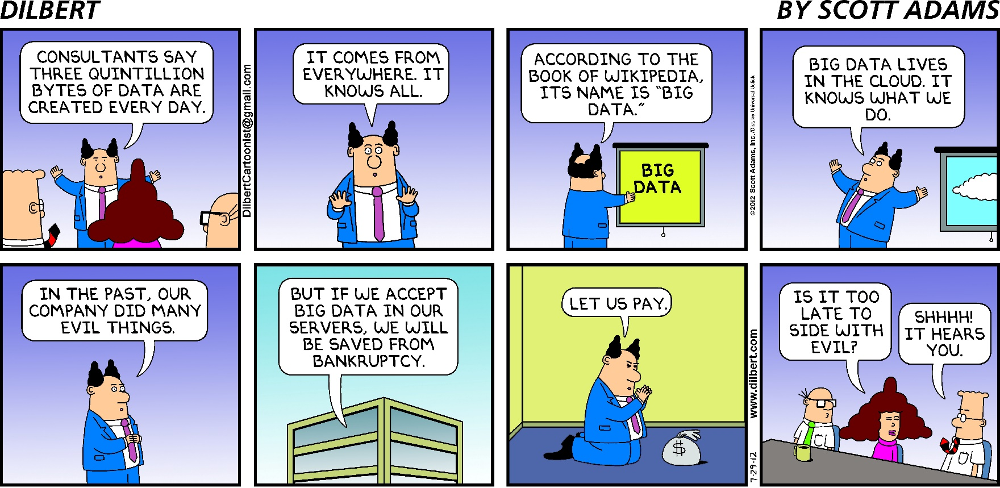 DILBERT
BY SCOTT ADAMS
CONSULTANTS SAY
THREE QUINTILLION
BYTES OF DATA ARE
CREATED EVERY DAY.
DilbertCartoonist@gmail.com
IT COMES FROM
EVERYWHERE. IT
KNOWS ALL.
ACCORDING TO THE
BOOK OF WIKIPEDIA,
ITS NAME IS "BIG
DATA."
BIG
DATA
©2012 Scott Adams, Inc. /Dist. by Universal Uclick
BIG DATA LIVES
IN THE CLOUD. IT
KNOWS WHAT WE
DO.
IN THE PAST, OUR
COMPANY DID MANY
EVIL THINGS.
BUT IF WE ACCEPT
BIG DATA IN OUR
SERVERS, WE WILL
BE SAVED FROM
BANKRUPTCY.
LET US PAY.
$
7-29-12 www.dilbert.com
IS IT TOO
LATE TO
SIDE WITH
EVIL?
SHHHH!
IT HEARS
YOU.